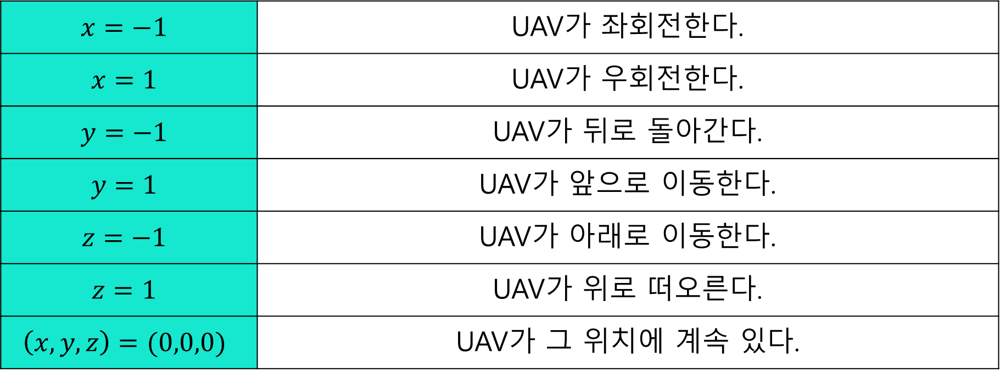 x = −1 UAV가 좌회전한다.
x = 1 UAV가 우회전한다.
y = −1 UAV가 뒤로 돌아간다.
y = 1 UAV가 앞으로 이동한다.
z = −1 UAV가 아래로 이동한다.
z = 1 UAV가 위로 떠오른다.
(x, y, z) = (0,0,0) UAV가 그 위치에 계속 있다.